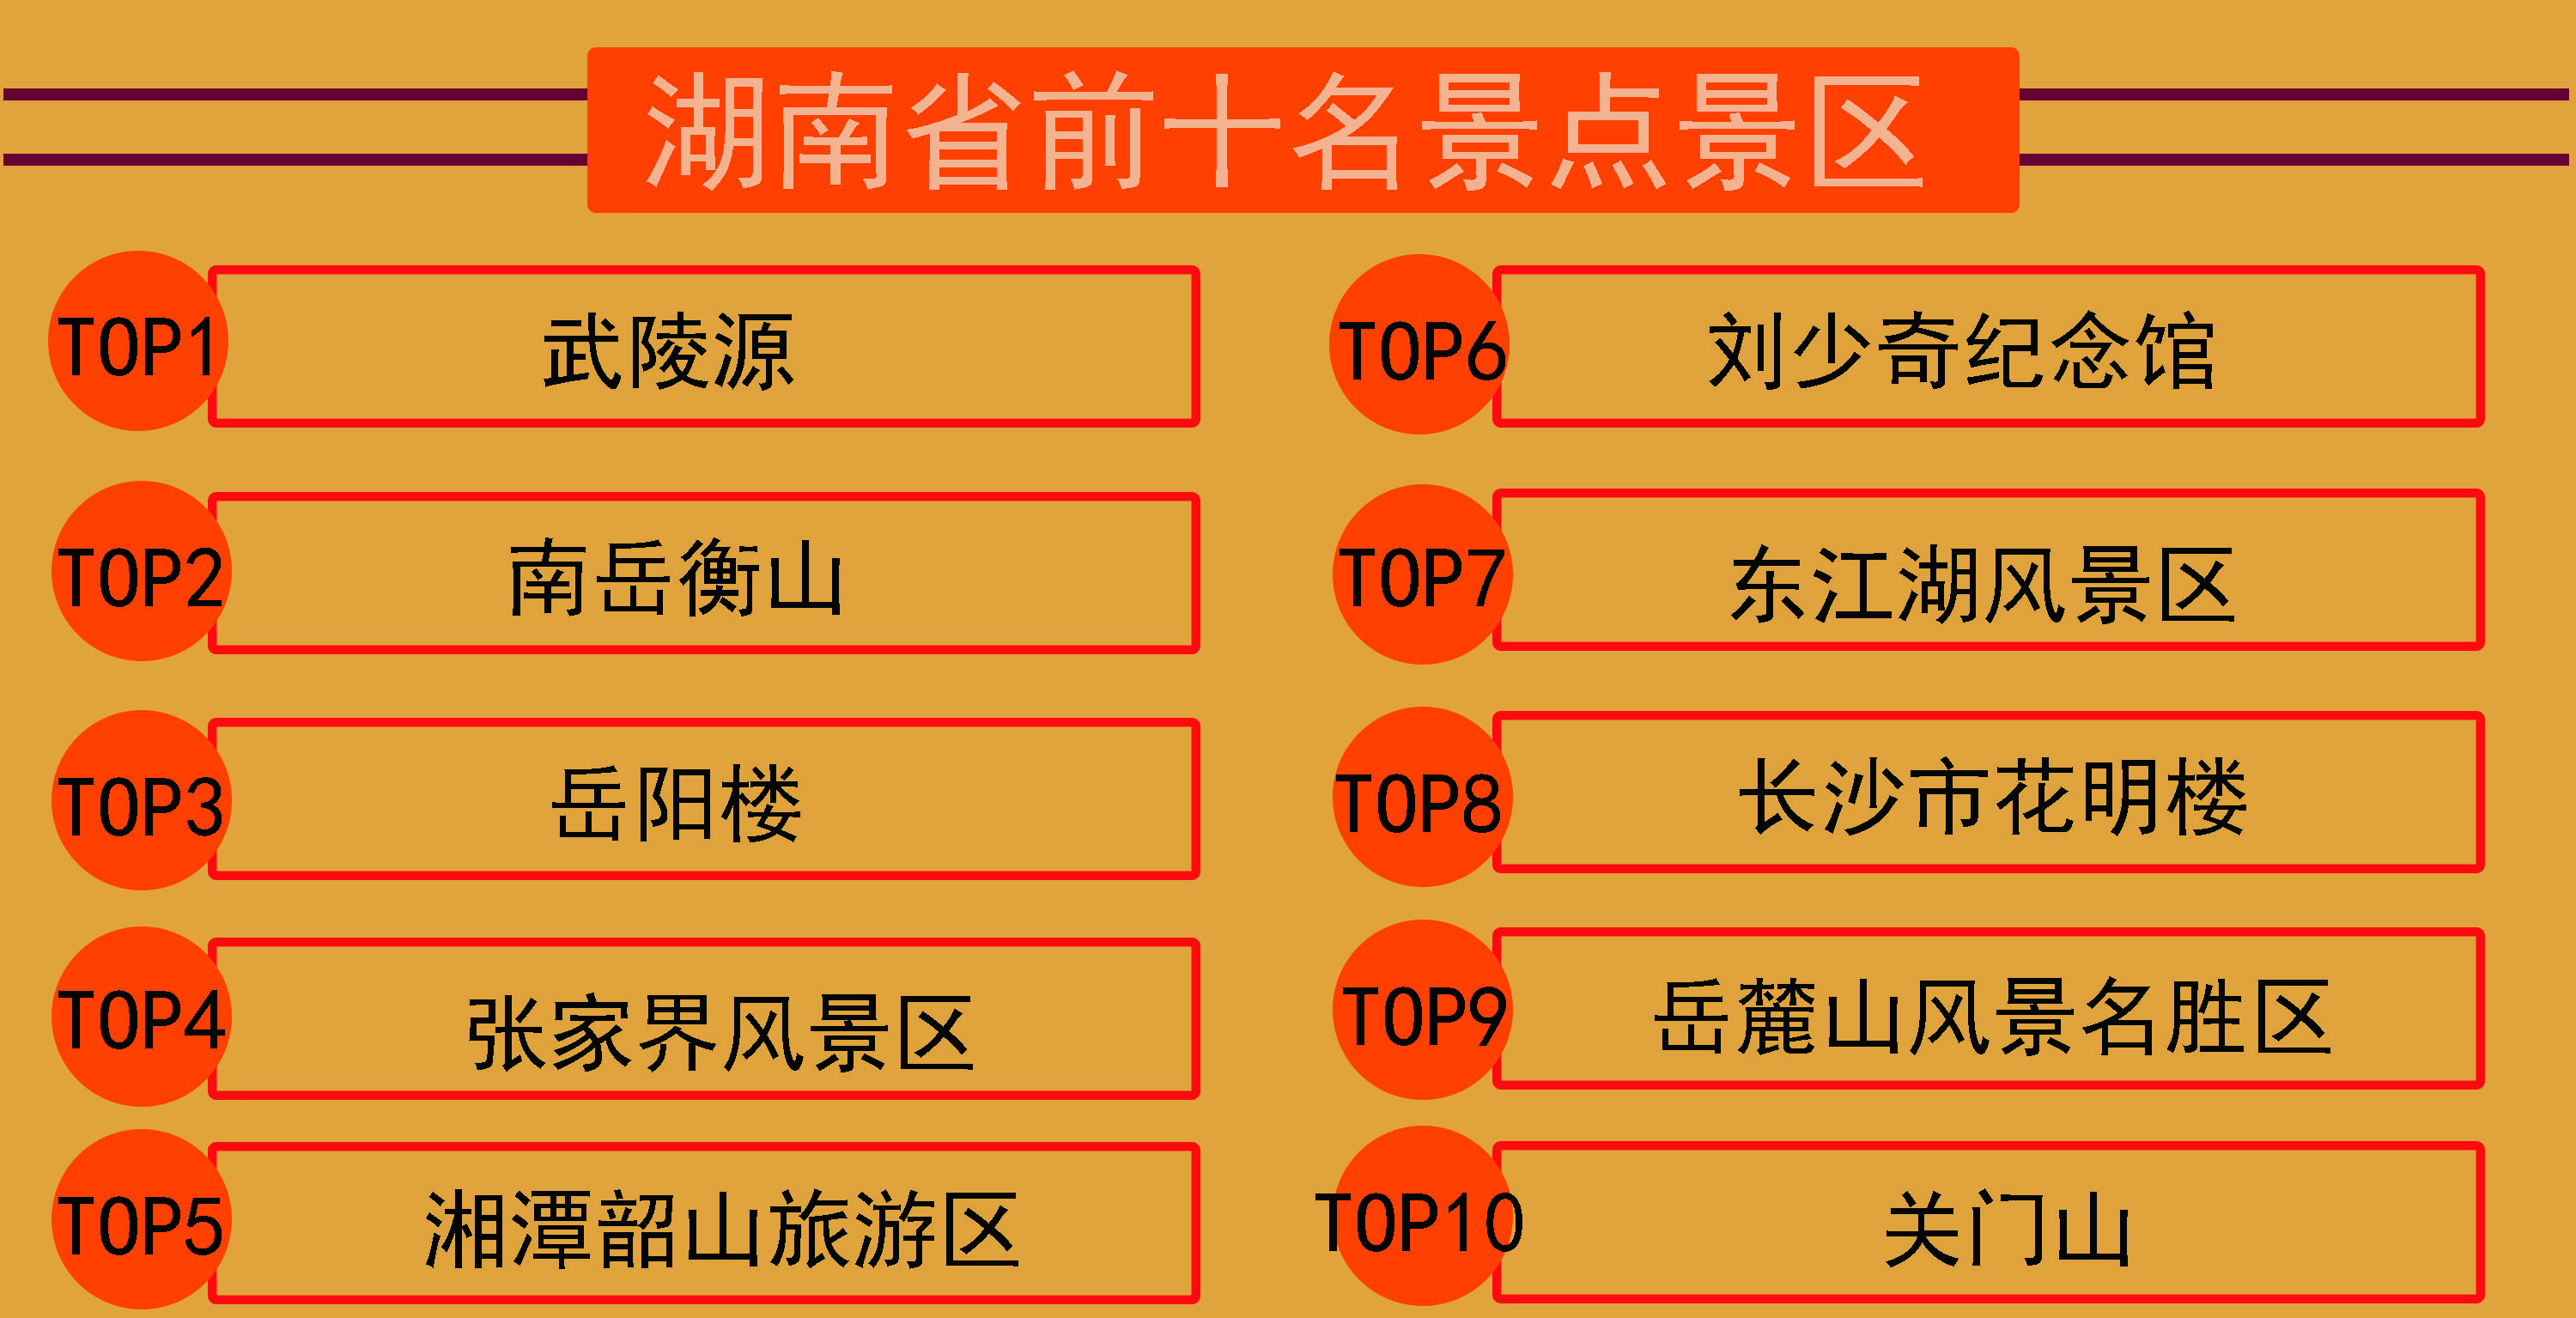 湖南省前十名景点景区
TOP1 武陵源
TOP2 南岳衡山
TOP3 岳阳楼
TOP4 张家界风景区
TOP5 湘潭韶山旅游区
TOP6 刘少奇纪念馆
TOP7 东江湖风景区
TOP8 长沙市花明楼
TOP9 岳麓山风景名胜区
TOP10 关门山